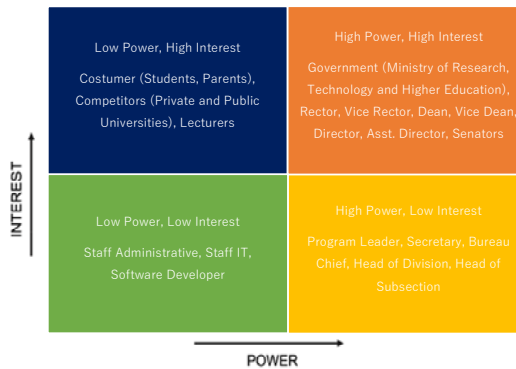 Low Power, High Interest
Costumer (Students, Parents),
Competitors (Private and Public
Universities), Lecturers
High Power, High Interest
Government (Ministry of Research,
Technology and Higher Education),
Rector, Vice Rector, Dean, Vice Dean,
Director, Asst. Director, Senators
INTEREST
Low Power, Low Interest
Staff Administrative, Staff IT,
Software Developer
High Power, Low Interest
Program Leader, Secretary, Bureau
Chief, Head of Division, Head of
Subsection
POWER